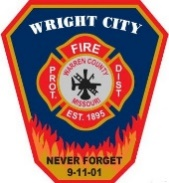 WRIGHT CITY
FIRE
PROT.
DIST
WARREN COUNTY
MISSOURI
EST. 1895
NEVER FORGET
9-11-01